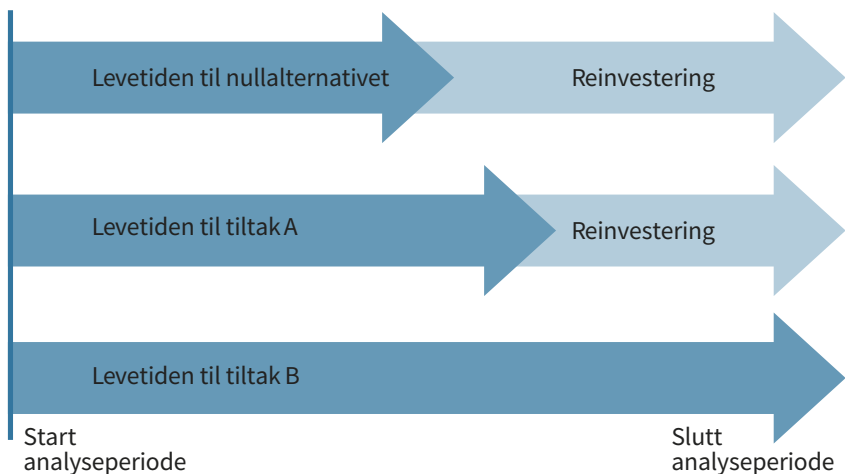 Levetiden til nullalternativet
Reinvestering
Levetiden til tiltak A
Reinvestering
Levetiden til tiltak B
Start
analyseperiode
Slutt
analyseperiode